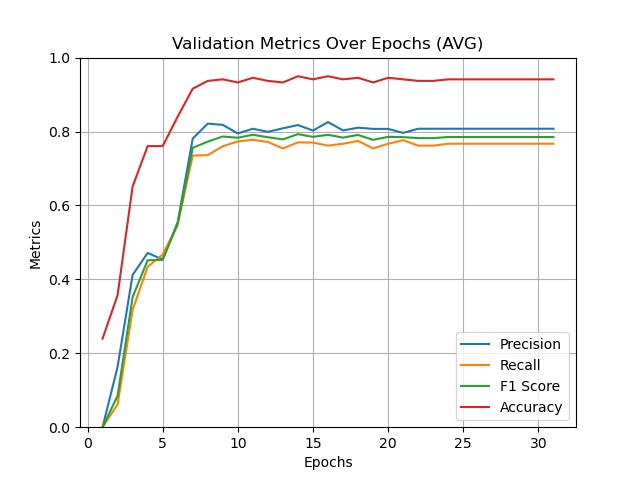 Validation Metrics Over Epochs (AVG)
1.0
0.8
0.6
0.4
0.2
0.0
Metrics
0 5 10 15 20 25 30
Epochs
Precision
Recall
F1 Score
Accuracy